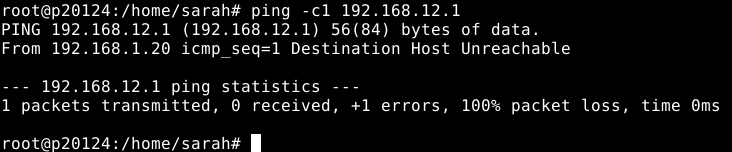 root@p20124:/home/sarah# ping -c1 192.168.12.1
PING 192.168.12.1 (192.168.12.1) 56(84) bytes of data.
From 192.168.1.20 icmp_seq=1 Destination Host Unreachable

--- 192.168.12.1 ping statistics ---
1 packets transmitted, 0 received, +1 errors, 100% packet loss, time 0ms

root@p20124:/home/sarah#